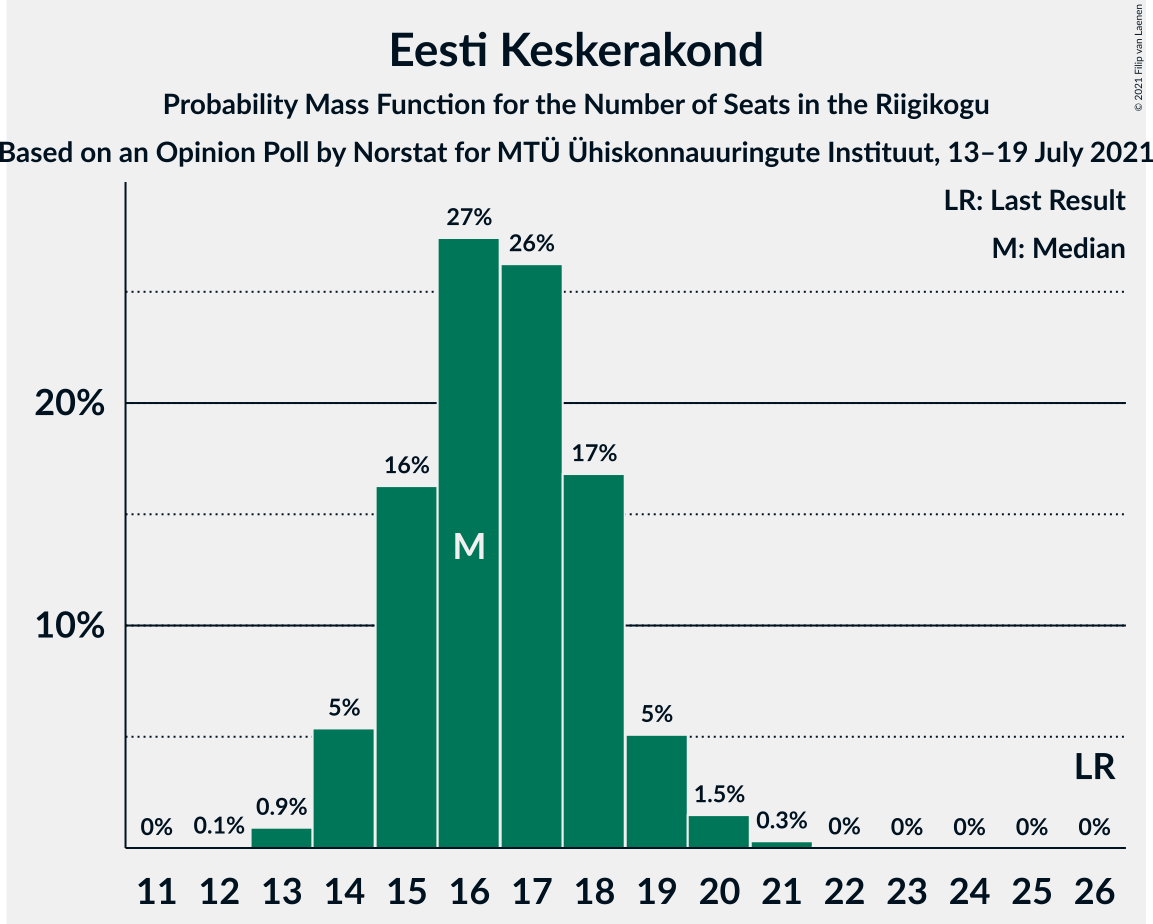 Eesti Keskerakond
Probability Mass Function for the Number of Seats in the Riigikogu
Based on an Opinion Poll by Norstat for MTÜ Ühiskonnauuringute Instituut, 13–19 July 2021
© 2021 Filip van Laenen
LR: Last Result
M: Median
27%
26%
20%
17%
16%
M
10%
5%
5%
LR
1.5%
0.9%
0.3%
0% 0.1% 0% 0% 0% 0% 0%
11 12 13 14 15 16 17 18 19 20 21 22 23 24 25 26